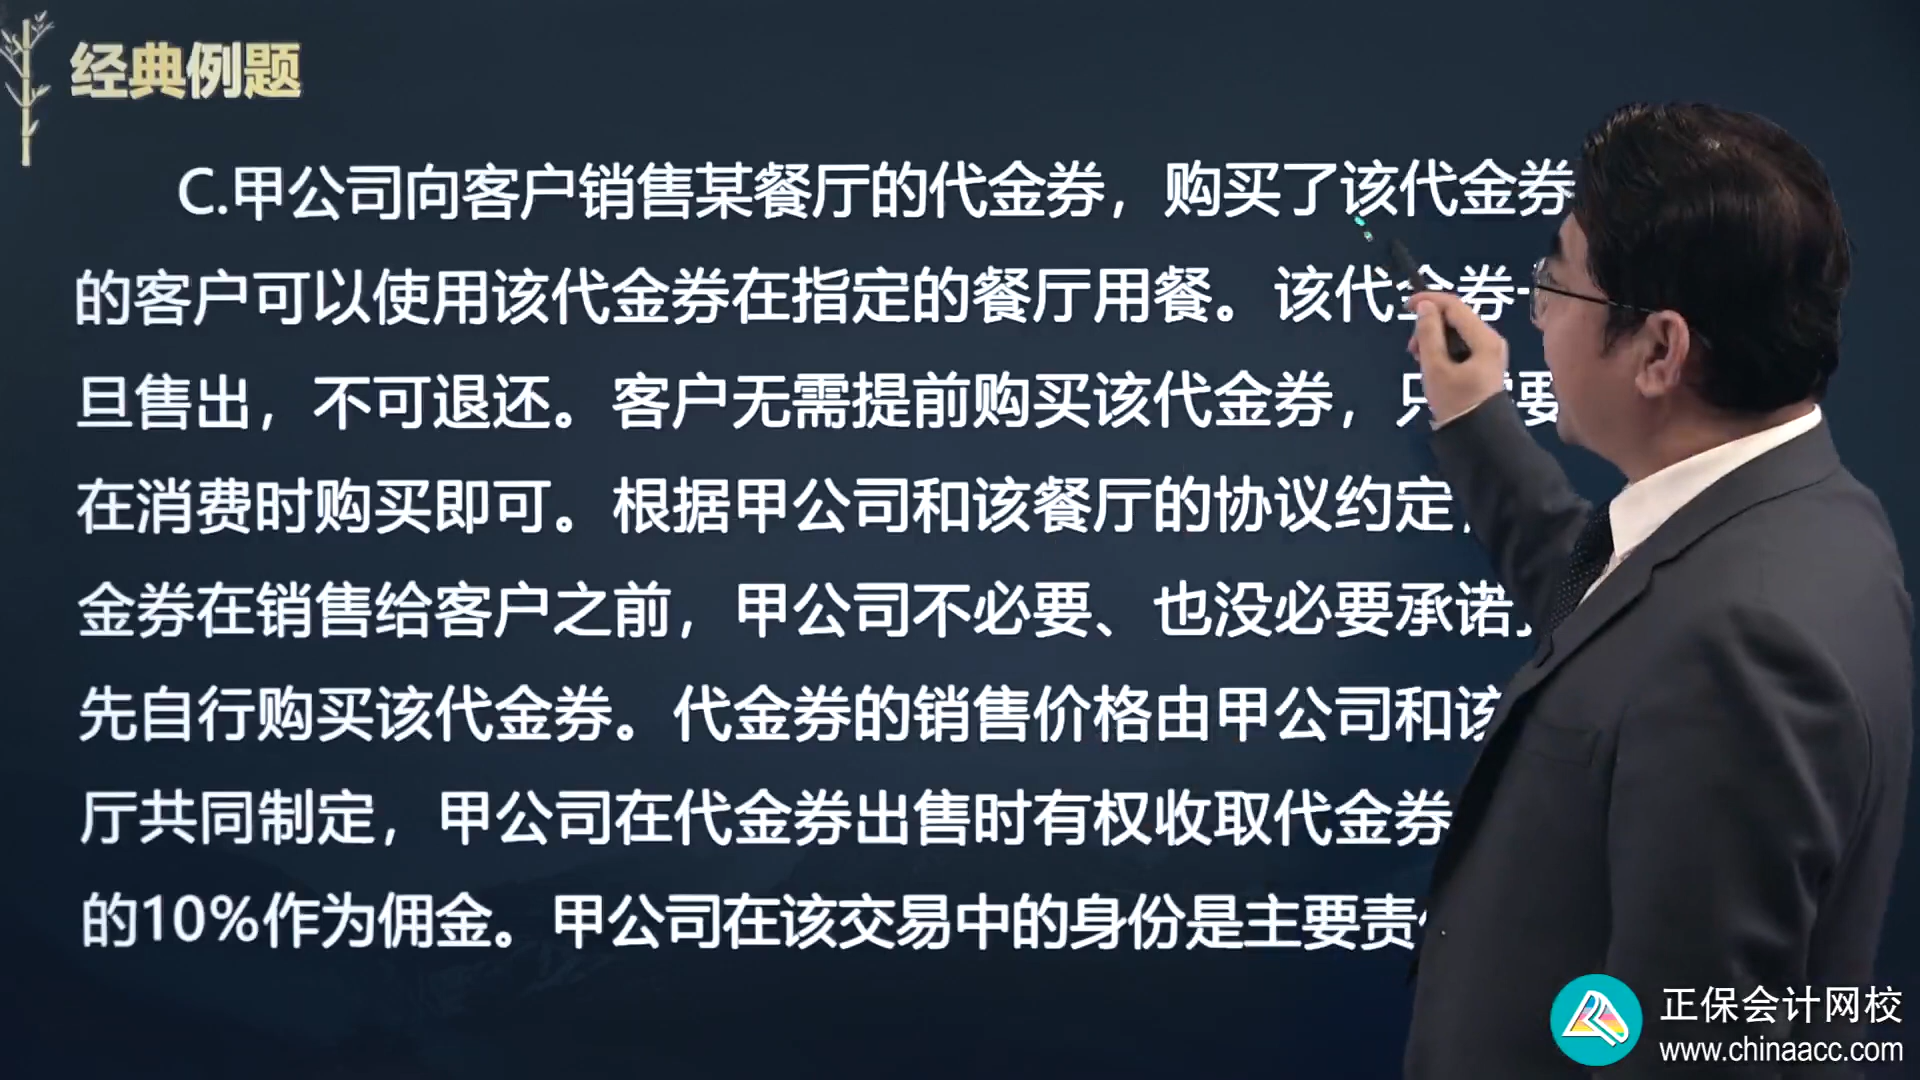 经典例题
C.甲公司向客户销售某餐厅的代金券，购买了该代金券
的客户可以使用该代金券在指定的餐厅用餐。该代金券
旦售出，不可退还。客户无需提前购买该代金券，只 要
在消费时购买即可。根据甲公司和该餐厅的协议约定，
金券在销售给客户之前，甲公司不必要、也没必要承诺
先自行购买该代金券。代金券的销售价格由甲公司和该
厅共同制定，甲公司在代金券出售时有权收取代金券
的10%作为佣金。甲公司在该交易中的身份是主要责
正保会计网校
www.chinaacc.com